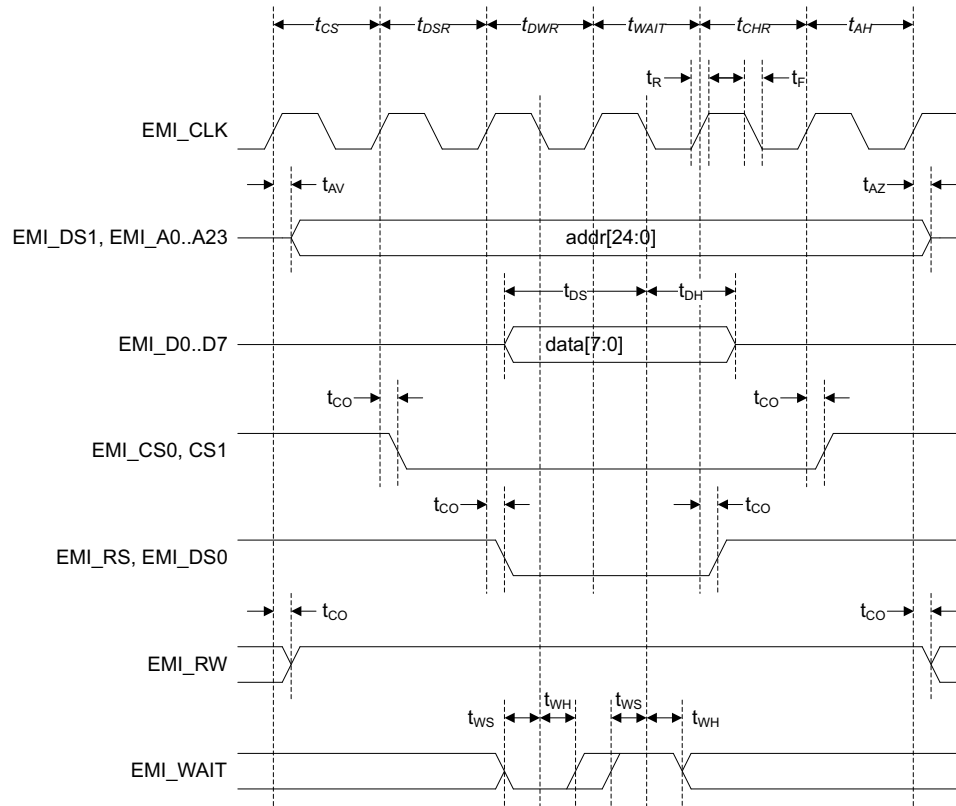 tCS tDSR tDWR tWAIT tCHR tAH
tR tF
EMI_CLK
tAV tAZ
EMI_DS1, EMI_A0..A23 addr[24:0]
tDS tDH
EMI_D0..D7 data[7:0]
tCO tCO
EMI_CS0, CS1
tCO tCO
EMI_RS, EMI_DS0
tCO tCO
EMI_RW
tWS tWH tWS tWH
EMI_WAIT